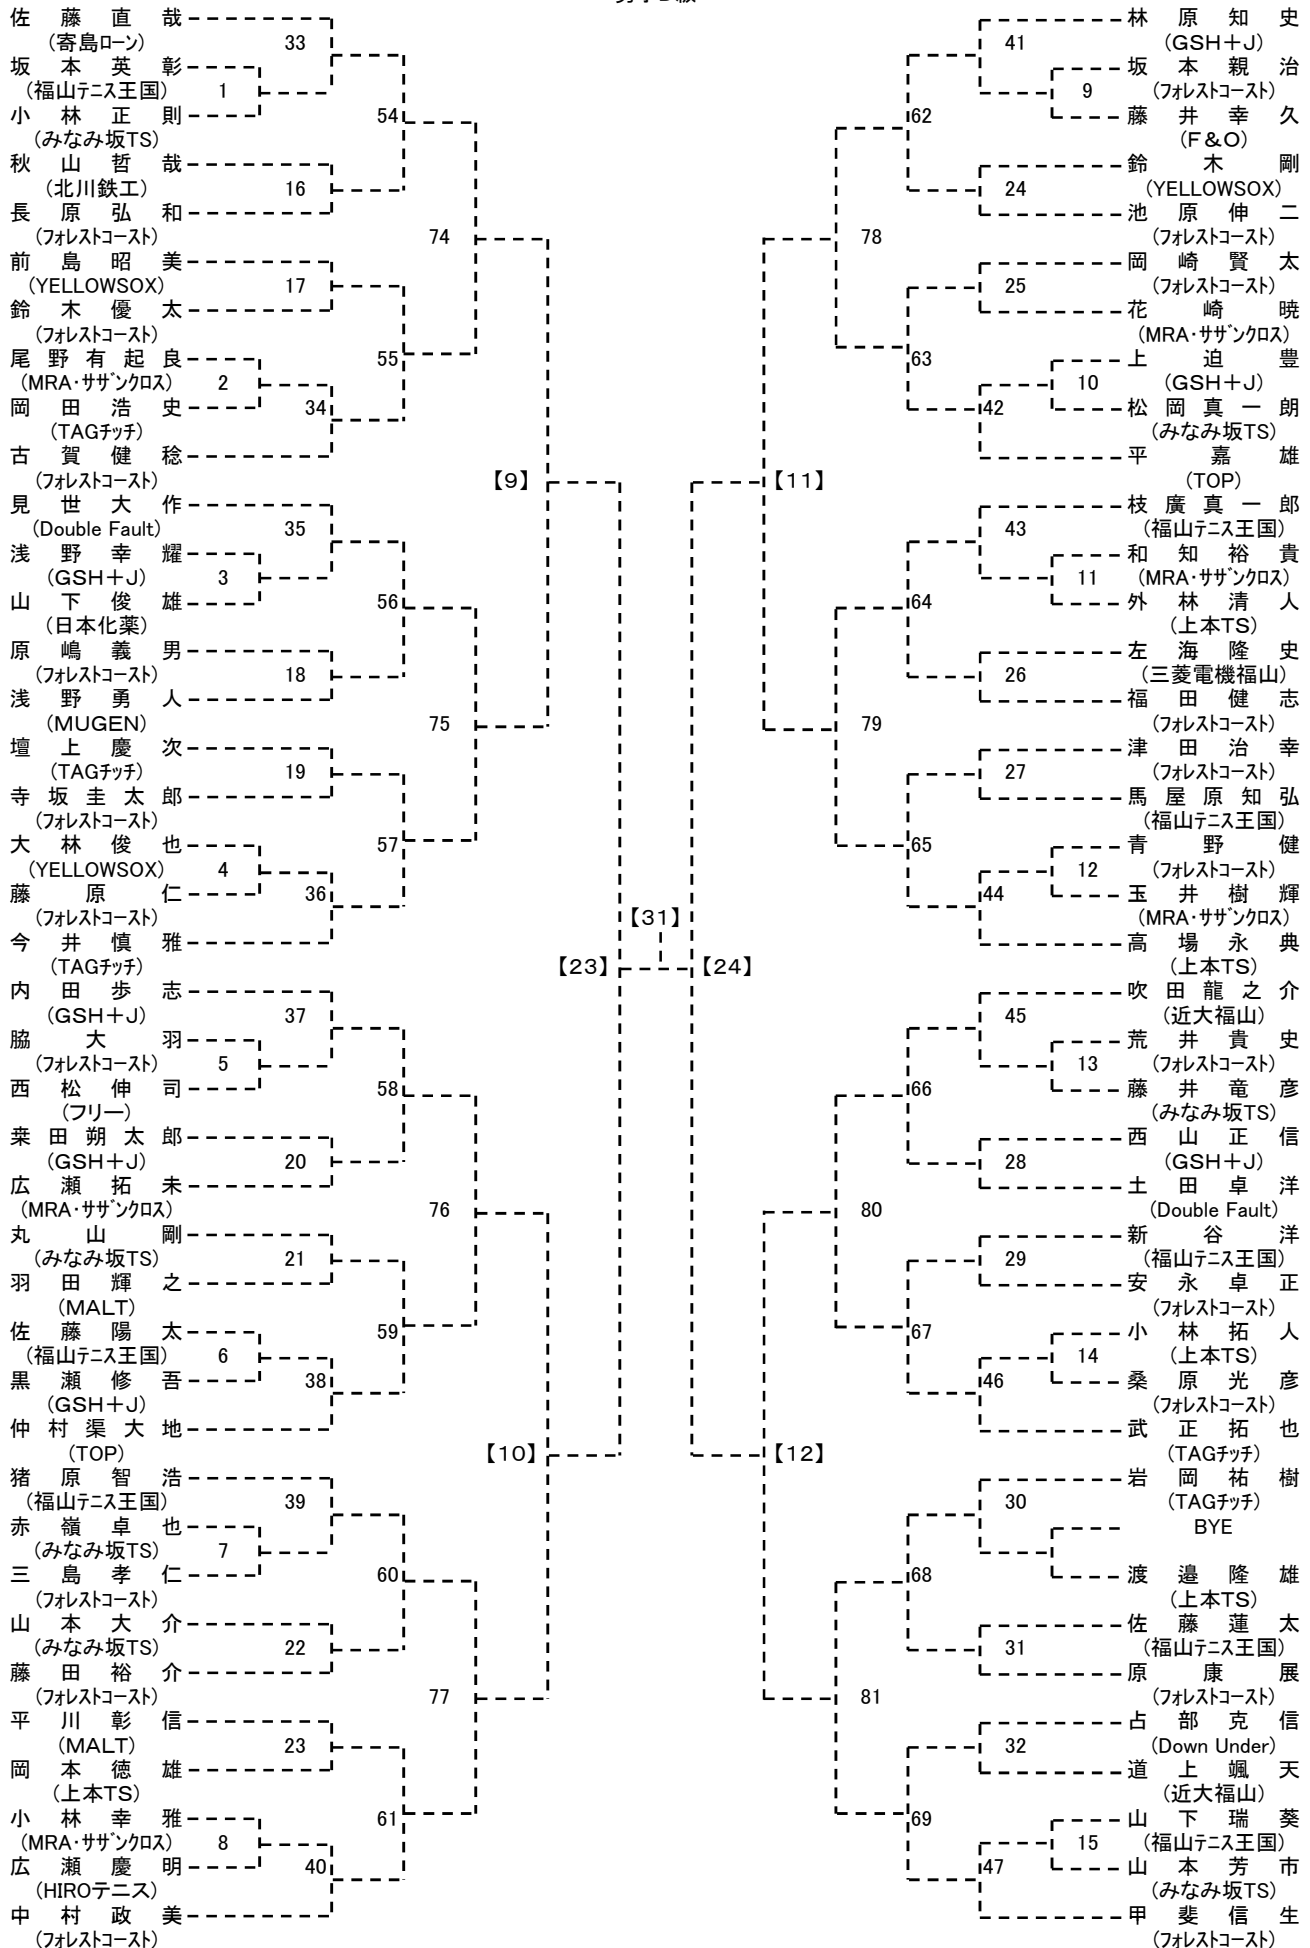 佐藤直哉
(寄島ローン)
33
坂本英彰
(福山テニス王国)
1
小林正則
(みなみ坂TS)
54
秋山哲哉
(北川鉄工)
16
長原弘和
(フォレストコースト)
74
前島昭美
(YELLOWSOX)
17
鈴木優太
(フォレストコースト)
55
尾野有起良
(MRA・サザンクロス)
2
岡田浩史
34
(TAGチッチ)
古賀健稔
(フォレストコースト)
【9】
見世大作
(Double Fault)
35
浅野幸耀
(GSH+J)
3
山下俊雄
56
(日本化薬)
原嶋義男
(フォレストコースト)
18
浅野勇人
(MUGEN)
75
壇上慶次
(TAGチッチ)
19
寺坂圭太郎
(フォレストコースト)
大林俊也
57
(YELLOWSOX)
4
藤原仁
36
(フォレストコースト)
今井慎雅
(TAGチッチ)
【23】
【31】
【24】
内田歩志
(GSH+J)
37
脇大羽
(フォレストコースト)
5
西松伸司
58
(フリー)
桒田朔太郎
(GSH+J)
20
広瀬拓未
(MRA・サザンクロス)
76
丸山剛
(みなみ坂TS)
21
羽田輝之
(MALT)
佐藤陽太
59
(福山テニス王国)
6
黒瀬修吾
38
(GSH+J)
仲村渠大地
(TOP)
【10】
猪原智浩
(福山テニス王国)
39
赤嶺卓也
(みなみ坂TS)
7
三島孝仁
60
(フォレストコースト)
山本大介
(みなみ坂TS)
22
藤田裕介
(フォレストコースト)
77
平川彰信
(MALT)
23
岡本徳雄
(上本TS)
小林幸雅
61
(MRA・サザンクロス)
8
広瀬慶明
40
(HIROテニス)
中村政美
(フォレストコースト)
林原知史
41
(GSH+J)
坂本親治
9
(フォレストコースト)
62
藤井幸久
(F&O)
鈴木剛
24
(YELLOWSOX)
池原伸二
78
(フォレストコースト)
岡崎賢太
25
(フォレストコースト)
花崎暁
(MRA・サザンクロス)
63
上迫豊
10
(GSH+J)
42
松岡真一朗
(みなみ坂TS)
平嘉雄
【11】
(TOP)
枝廣真一郎
43
(福山テニス王国)
和知裕貴
11
(MRA・サザンクロス)
64
外林清人
(上本TS)
左海隆史
26
(三菱電機福山)
福田健志
79
(フォレストコースト)
津田治幸
27
(フォレストコースト)
馬屋原知弘
(福山テニス王国)
65
青野健
12
(フォレストコースト)
44
玉井樹輝
(MRA・サザンクロス)
高場永典
(上本TS)
吹田龍之介
45
(近大福山)
荒井貴史
13
(フォレストコースト)
66
藤井竜彦
(みなみ坂TS)
西山正信
28
(GSH+J)
土田卓洋
80
(Double Fault)
新谷洋
29
(福山テニス王国)
安永卓正
(フォレストコースト)
67
小林拓人
14
(上本TS)
46
桑原光彦
(フォレストコースト)
武正拓也
【12】
(TAGチッチ)
岩岡祐樹
30
(TAGチッチ)
BYE
68
渡邉隆雄
(上本TS)
佐藤蓮太
31
(福山テニス王国)
原康展
81
(フォレストコースト)
占部克信
32
(Down Under)
道上颯天
(近大福山)
69
山下瑞葵
15
(福山テニス王国)
47
山本芳市
(みなみ坂TS)
甲斐信生
(フォレストコースト)